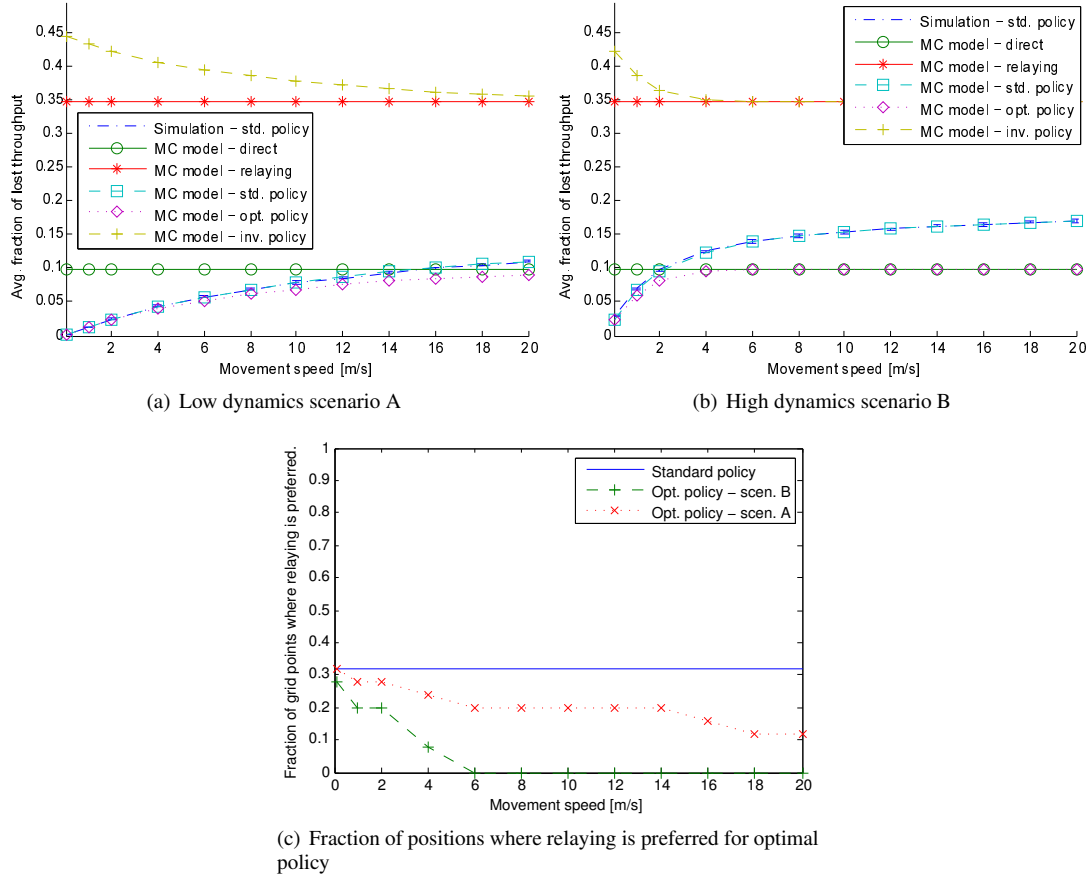 0.45
0.4
0.35
0.3
0.25
0.2
0.15
0.1
0.05
0
2 4 6 8 10 12 14 16 18 20
Avg. fraction of lost throughput
Movement speed [m/s]
Simulation – std. policy
MC model – direct
MC model – relaying
MC model – std. policy
MC model – opt. policy
MC model – inv. policy
(a) Low dynamics scenario A
0.45
0.4
0.35
0.3
0.25
0.2
0.15
0.1
0.05
0
2 4 6 8 10 12 14 16 18 20
Avg. fraction of lost throughput
Movement speed [m/s]
Simulation – std. policy
MC model – direct
MC model – relaying
MC model – std. policy
MC model – opt. policy
MC model – inv. policy
(b) High dynamics scenario B
1
0.9
0.8
0.7
0.6
0.5
0.4
0.3
0.2
0.1
0
0 2 4 6 8 10 12 14 16 18 20
Fraction of grid points where relaying is preferred.
Movement speed [m/s]
Standard policy
Opt. policy – scen. B
Opt. policy – scen. A
(c) Fraction of positions where relaying is preferred for optimal
policy